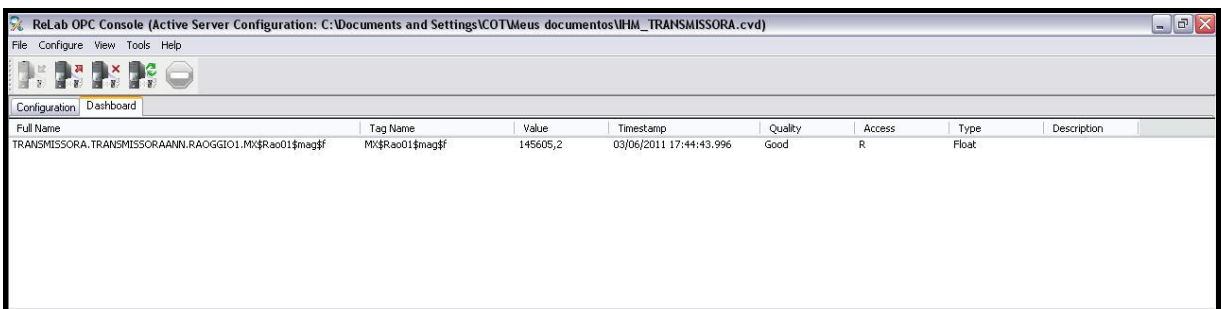 ReLab OPC Console (Active Server Configuration: C:\Documents and Settings\COT\Meus documentos\IHM_TRANSMISSORA.cvd)
File Configure View Tools Help
Configuration Dashboard
Full Name Tag Name Value Timestamp Quality Access Type Description
TRANSMISSORA.TRANSMISSORAANN.RAOGGIO1.MX$Rao01$mag$f MX$Rao01$mag$f 145605,2 03/06/2011 17:44:43.996 Good R Float